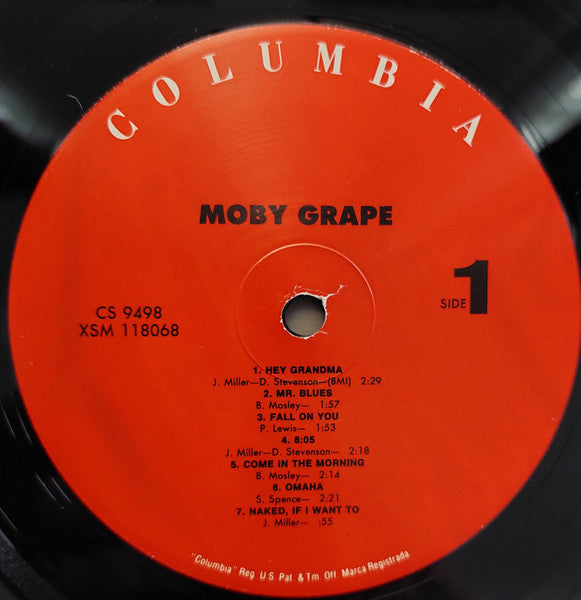 COLUMBIA
MOBY GRAPE
CS 9498
XSM 118068
SIDE 1
1. HEY GRANDMA
J. Miller—D. Stevenson—(BMI) 2:29
2. MR. BLUES
B. Mosley— 1:57
3. FALL ON YOU
P. Lewis— 1:53
4. 8:05
J. Miller—D. Stevenson— 2:18
5. COME IN THE MORNING
B. Mosley— 2:14
6. OMAHA
S. Spence— 2:21
7. NAKED, IF I WANT TO
J. Miller— :55
"Columbia" Reg U.S. Pat. & Tm Off Marca Registrada